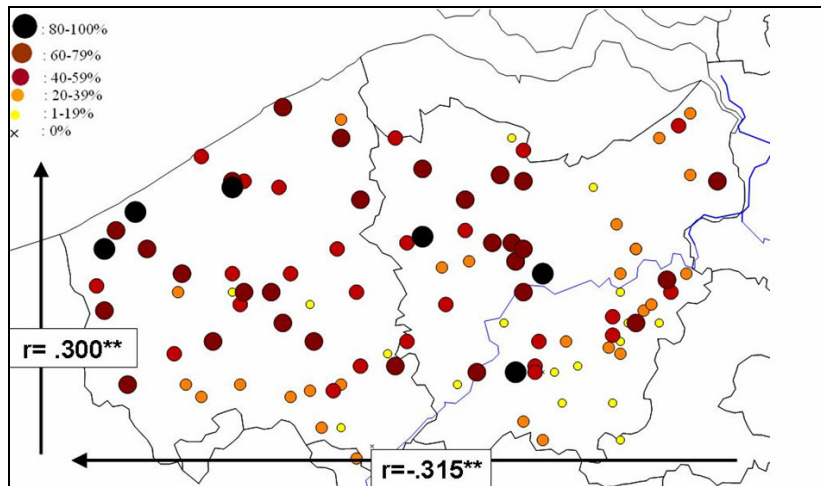 : 80-100%
: 60-79%
: 40-59%
: 20-39%
: 1-19%
× : 0%
r= .300**
r=-.315**